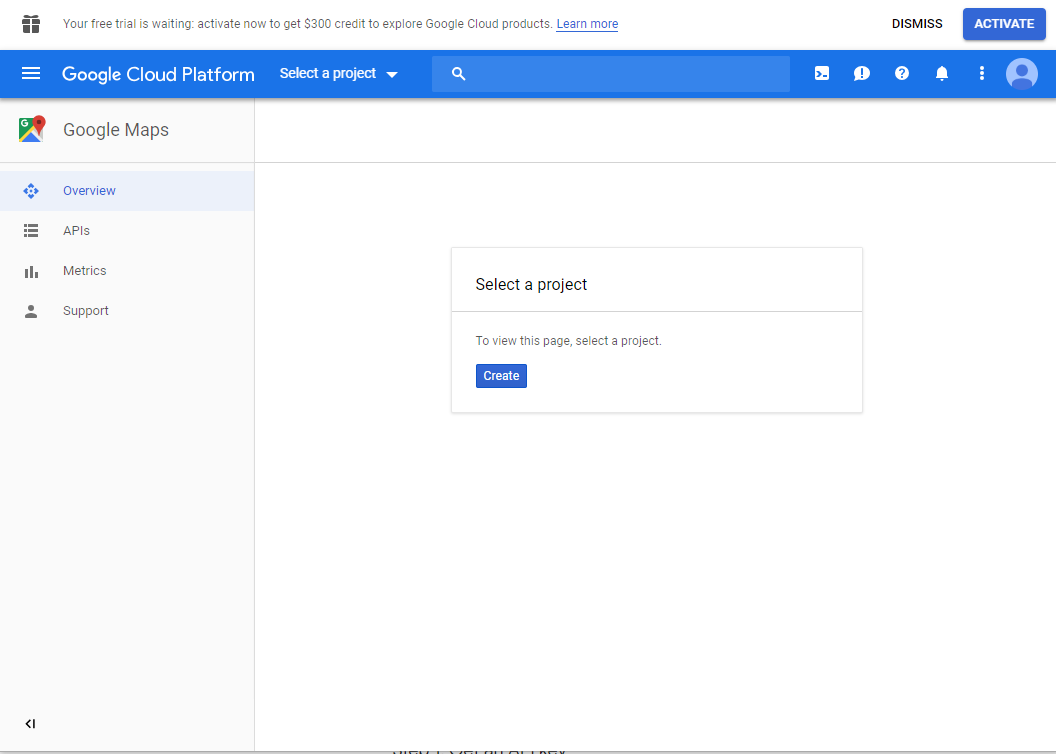 Your free trial is waiting: activate now to get $300 credit to explore Google Cloud products. Learn more
DISMISS
ACTIVATE
Google Cloud Platform
Select a project
Google Maps
Overview
APIs
Metrics
Support
Select a project
To view this page, select a project.
Create